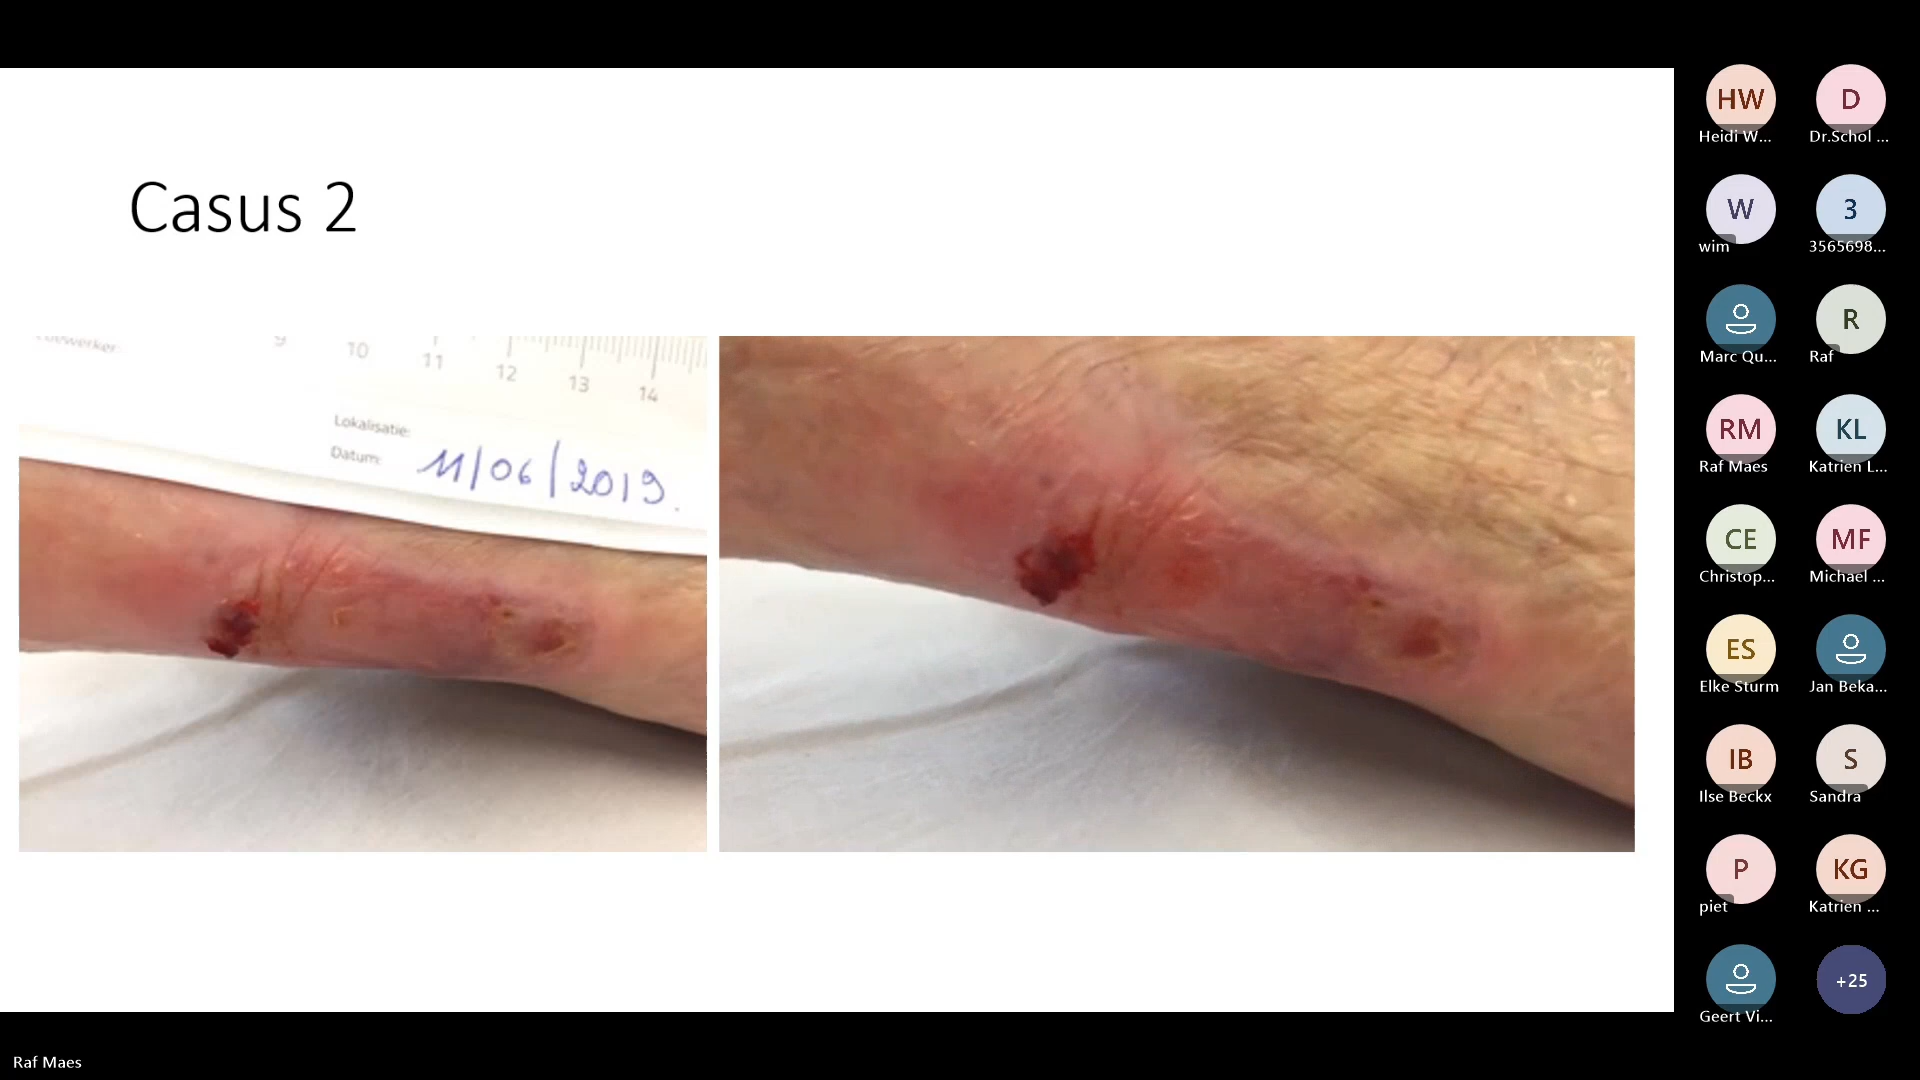 Casus 2
9
10
11
12
13
14
Lokalisatie:
Datum:
11/06/2019.
HW
Heidi W...
D
Dr.Schol ...
W
wim
3
3565698...
Marc Qu...
R
Raf
RM
Raf Maes
KL
Katrien L...
CE
Christop...
MF
Michael ...
ES
Elke Sturm
Jan Beka...
IB
Ilse Beckx
S
Sandra
P
piet
KG
Katrien ...
Geert Vi...
+25
Raf Maes